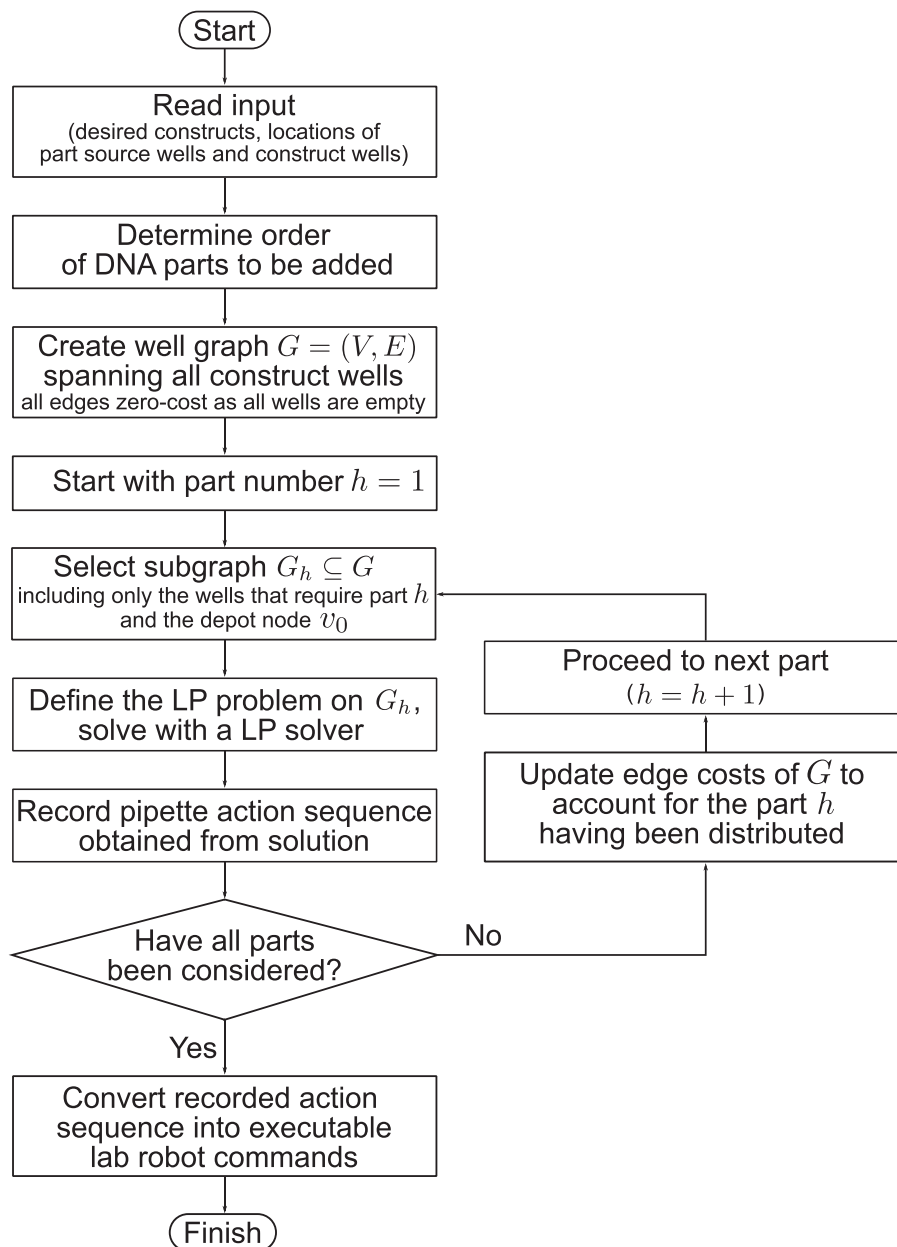 Start
Read input
(desired constructs, locations of
part source wells and construct wells)
Determine order
of DNA parts to be added
Create well graph G = (V, E)
spanning all construct wells
all edges zero-cost as all wells are empty
Start with part number h = 1
Select subgraph Gₕ ⊆ G
including only the wells that require part h
and the depot node v₀
Define the LP problem on Gₕ,
solve with a LP solver
Record pipette action sequence
obtained from solution
Have all parts
been considered?
No
Update edge costs of G to
account for the part h
having been distributed
Proceed to next part
(h = h + 1)
Yes
Convert recorded action
sequence into executable
lab robot commands
Finish